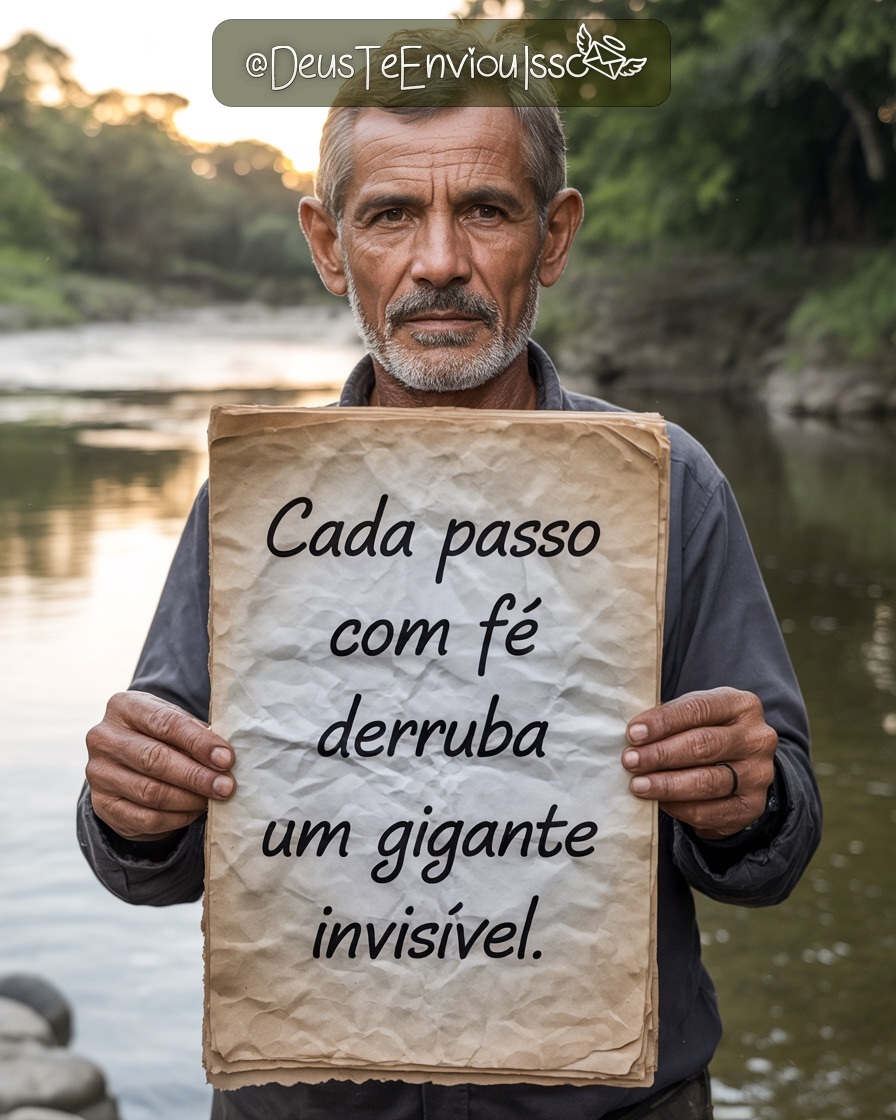 @DeusTeEnviouIsso
Cada passo
com fé
derruba
um gigante
invisível.